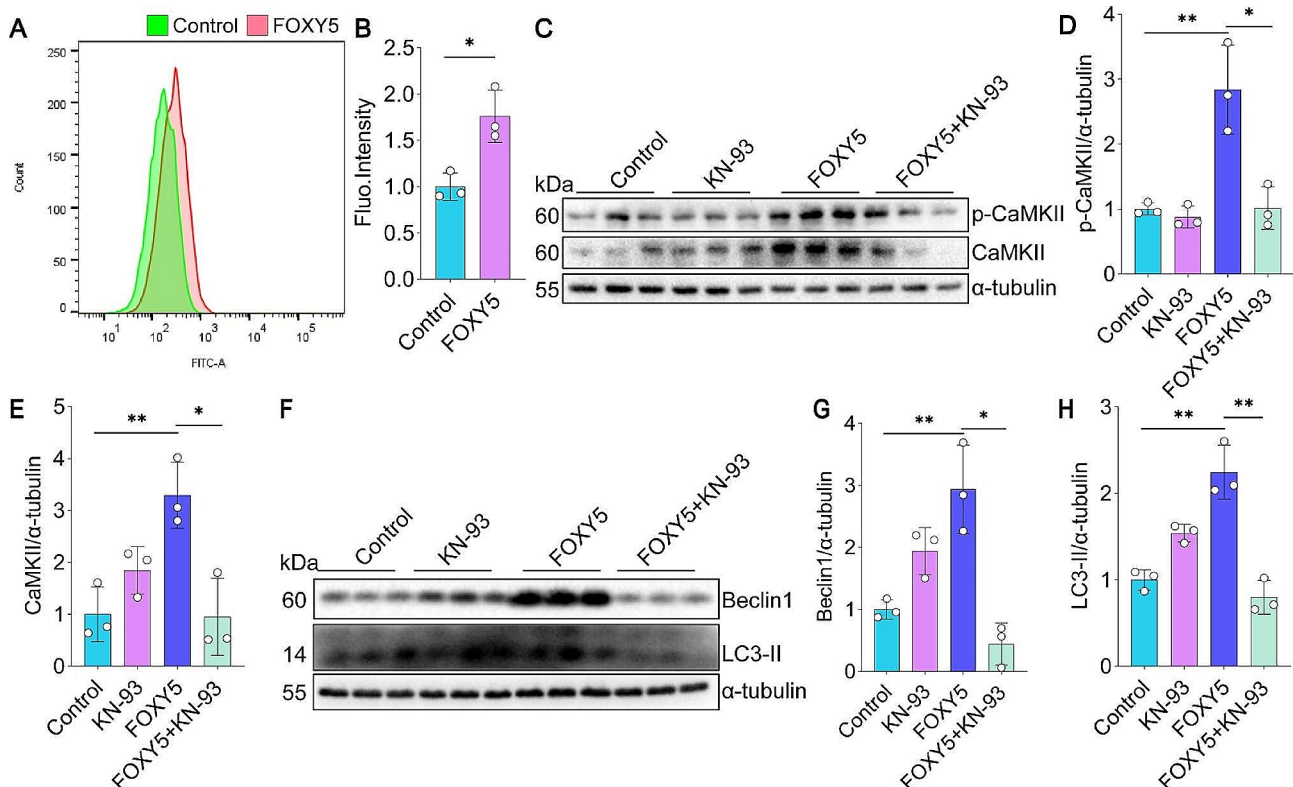 A
Control
FOXY5
250
200
150
100
50
0
Count
10^1
10^2
10^3
10^4
10^5
FITC-A
B
*
2.5
2.0
1.5
1.0
0.5
0.0
Fluo.Intensity
Control
FOXY5
C
kDa
Control
KN-93
FOXY5
FOXY5+KN-93
60
p-CaMKII
60
CaMKII
55
α-tubulin
D
**
*
4
3
2
1
0
p-CaMKII/α-tubulin
Control
KN-93
FOXY5
FOXY5+KN-93
E
**
*
5
4
3
2
1
0
CaMKII/α-tubulin
Control
KN-93
FOXY5
FOXY5+KN-93
F
kDa
Control
KN-93
FOXY5
FOXY5+KN-93
60
Beclin1
14
LC3-II
55
α-tubulin
G
**
*
4
3
2
1
0
Beclin1/α-tubulin
Control
KN-93
FOXY5
FOXY5+KN-93
H
**
**
3
2
1
0
LC3-II/α-tubulin
Control
KN-93
FOXY5
FOXY5+KN-93